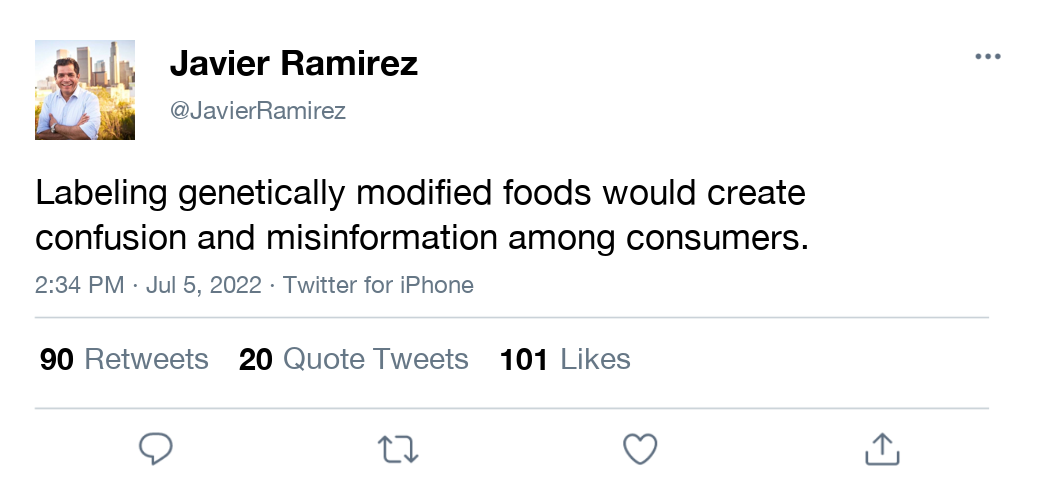 Javier Ramirez
@JavierRamirez
Labeling genetically modified foods would create
confusion and misinformation among consumers.
2:34 PM · Jul 5, 2022 · Twitter for iPhone
90 Retweets 20 Quote Tweets 101 Likes